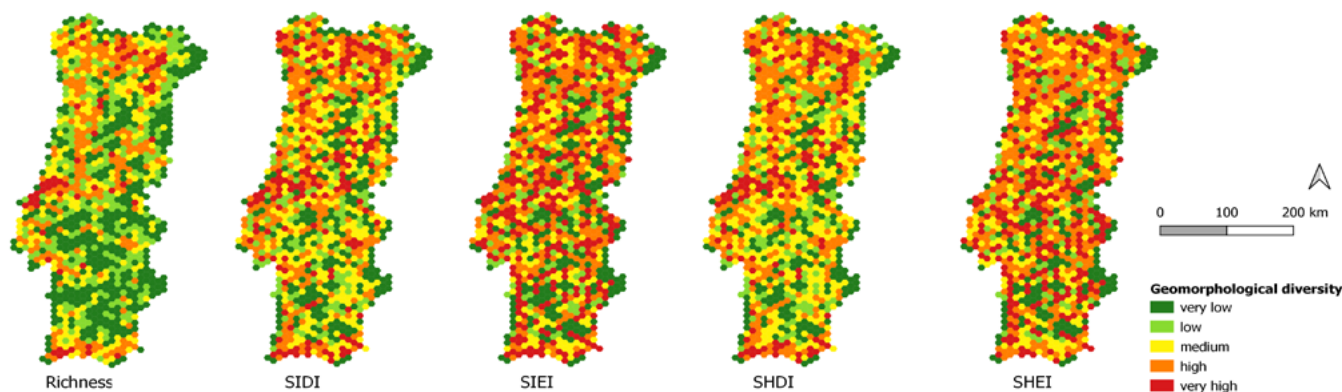 Richness
SIDI
SIEI
SHDI
SHEI
0 100 200 km
Geomorphological diversity
very low
low
medium
high
very high